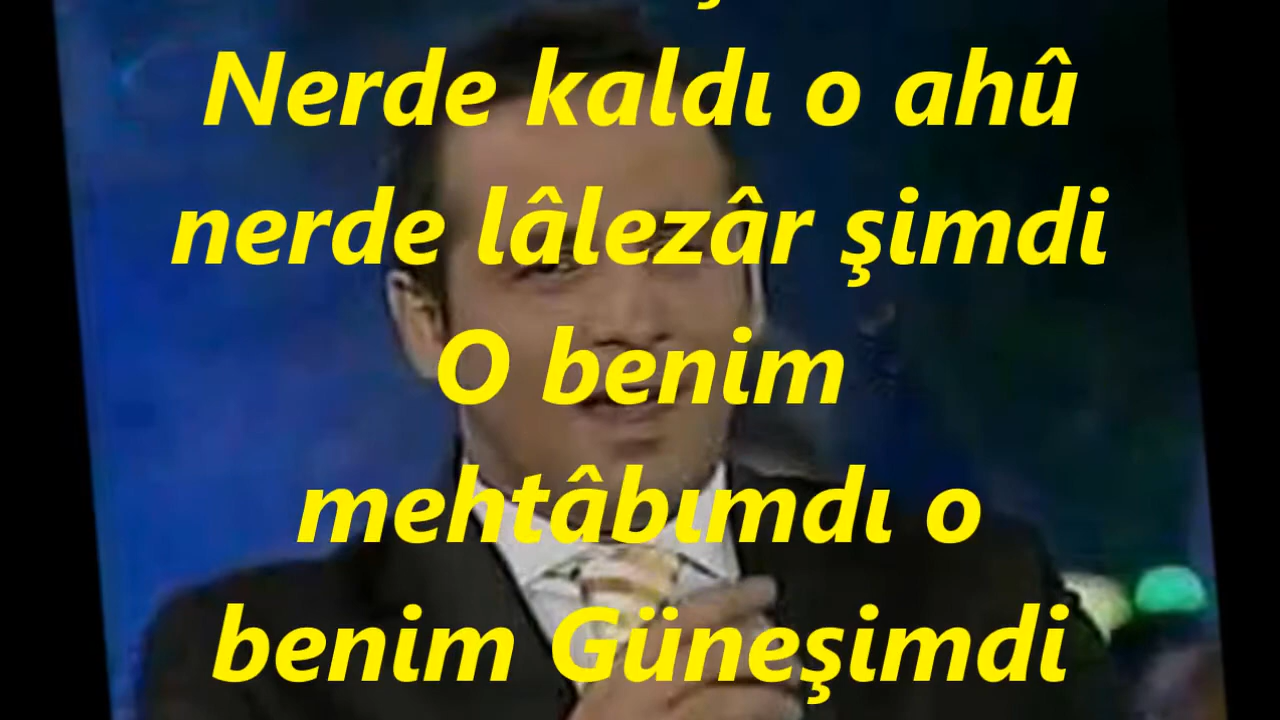 Nerde kaldı o ahû
nerde lâlezâr şimdi
O benim
mehtâbımdı o
benim Güneşimdi